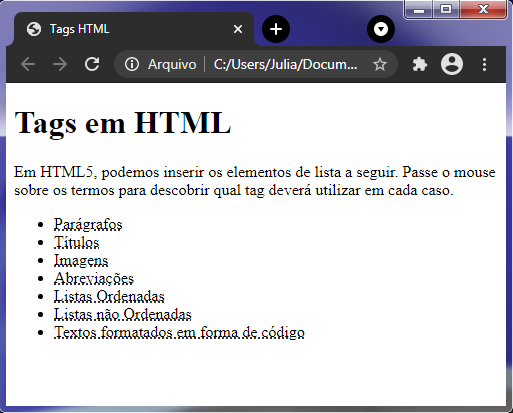 Tags HTML
Arquivo
C:/Users/Julia/Docum...
Tags em HTML
Em HTML5, podemos inserir os elementos de lista a seguir. Passe o mouse
sobre os termos para descobrir qual tag deverá utilizar em cada caso.
Parágrafos
Títulos
Imagens
Abreviações
Listas Ordenadas
Listas não Ordenadas
Textos formatados em forma de código